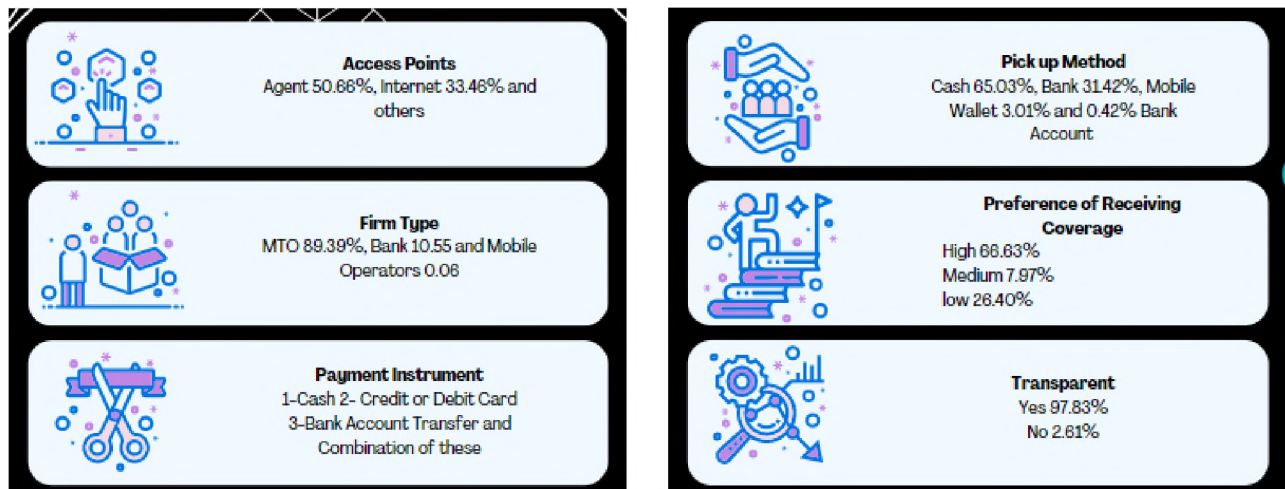 Access Points
Agent 50.66%, Internet 33.46% and
others
Firm Type
MTO 89.39%, Bank 10.55 and Mobile
Operators 0.06
Payment Instrument
1-Cash 2- Credit or Debit Card
3-Bank Account Transfer and
Combination of these
Pick up Method
Cash 65.03%, Bank 31.42%, Mobile
Wallet 3.01% and 0.42% Bank
Account
Preference of Receiving
Coverage
High 66.63%
Medium 7.97%
low 26.40%
Transparent
Yes 97.83%
No 2.61%